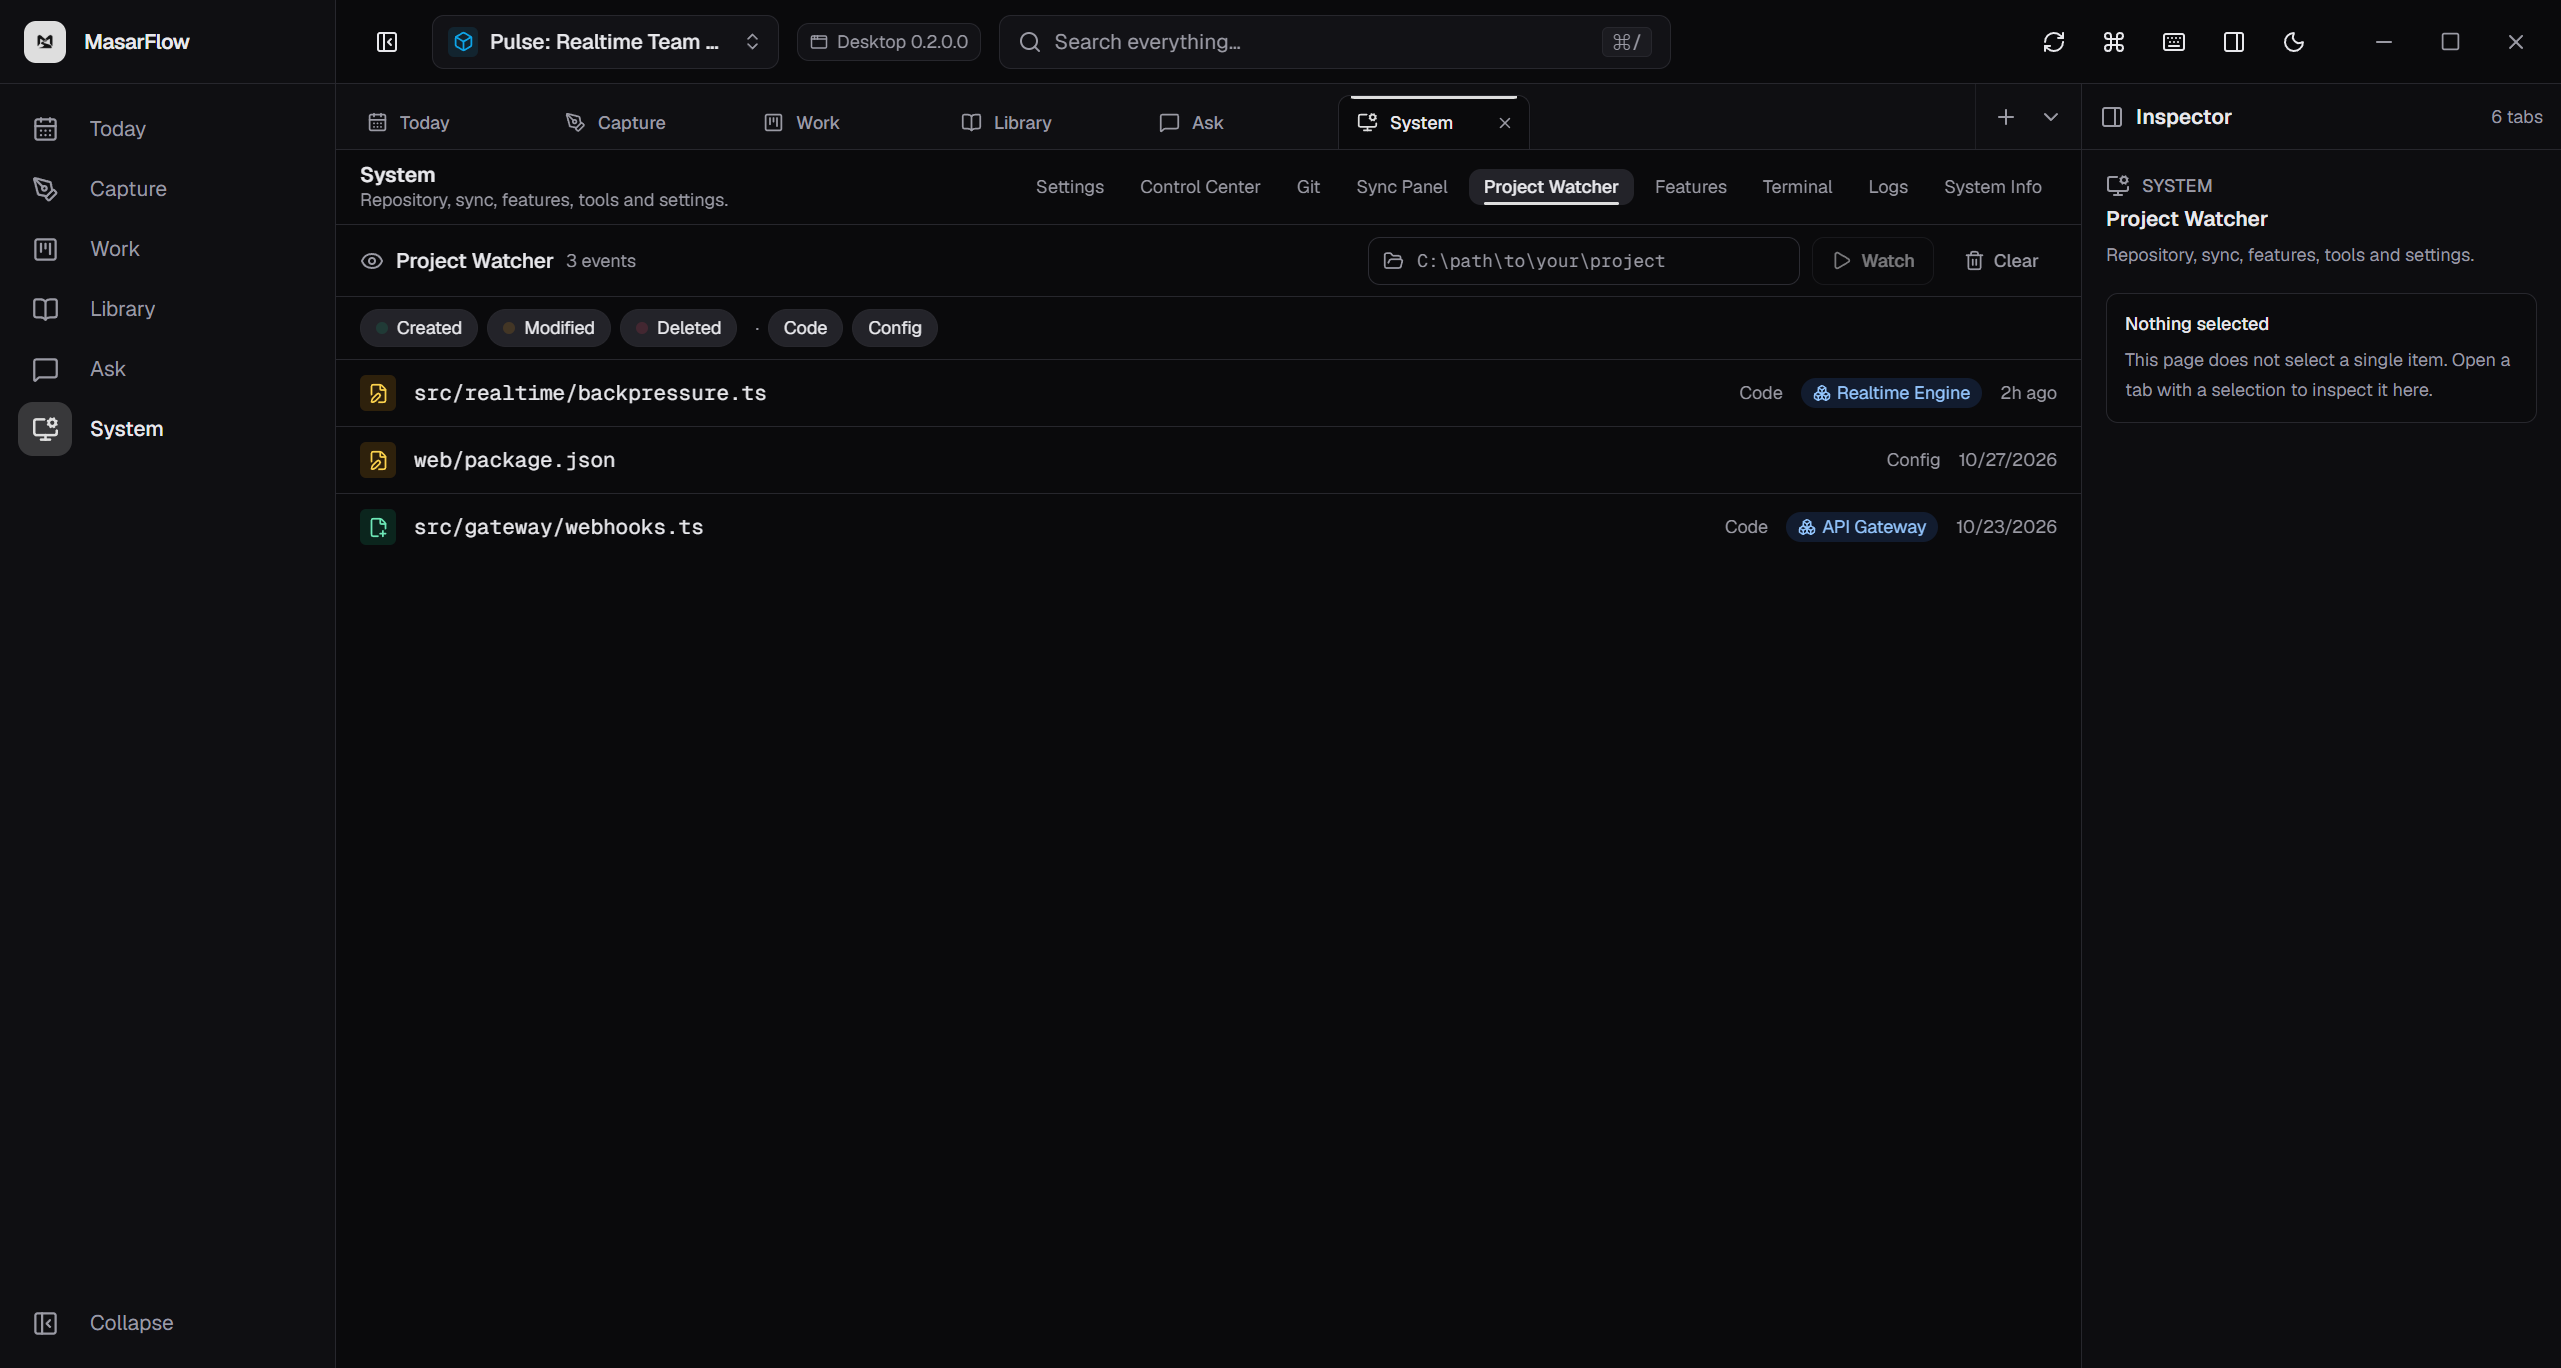 MasarFlow
Pulse: Realtime Team ...
Desktop 0.2.0.0
Search everything...
⌘/
Today
Capture
Work
Library
Ask
System
Collapse
Today
Capture
Work
Library
Ask
System
System
Repository, sync, features, tools and settings.
Settings
Control Center
Git
Sync Panel
Project Watcher
Features
Terminal
Logs
System Info
Project Watcher 3 events
C:\path\to\your\project
Watch
Clear
Created
Modified
Deleted
·
Code
Config
src/realtime/backpressure.ts Code Realtime Engine 2h ago
web/package.json Config 10/27/2026
src/gateway/webhooks.ts Code API Gateway 10/23/2026
Inspector
6 tabs
SYSTEM
Project Watcher
Repository, sync, features, tools and settings.
Nothing selected
This page does not select a single item. Open a
tab with a selection to inspect it here.